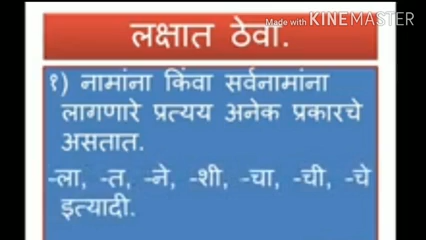 Made with KINEMASTER
लक्षात ठेवा.
१) नामांना किंवा सर्वनामांना
लागणारे प्रत्यय अनेक प्रकारचे
असतात.
-ला, -त, -ने, -शी, -चा, -ची, -चे
इत्यादी.